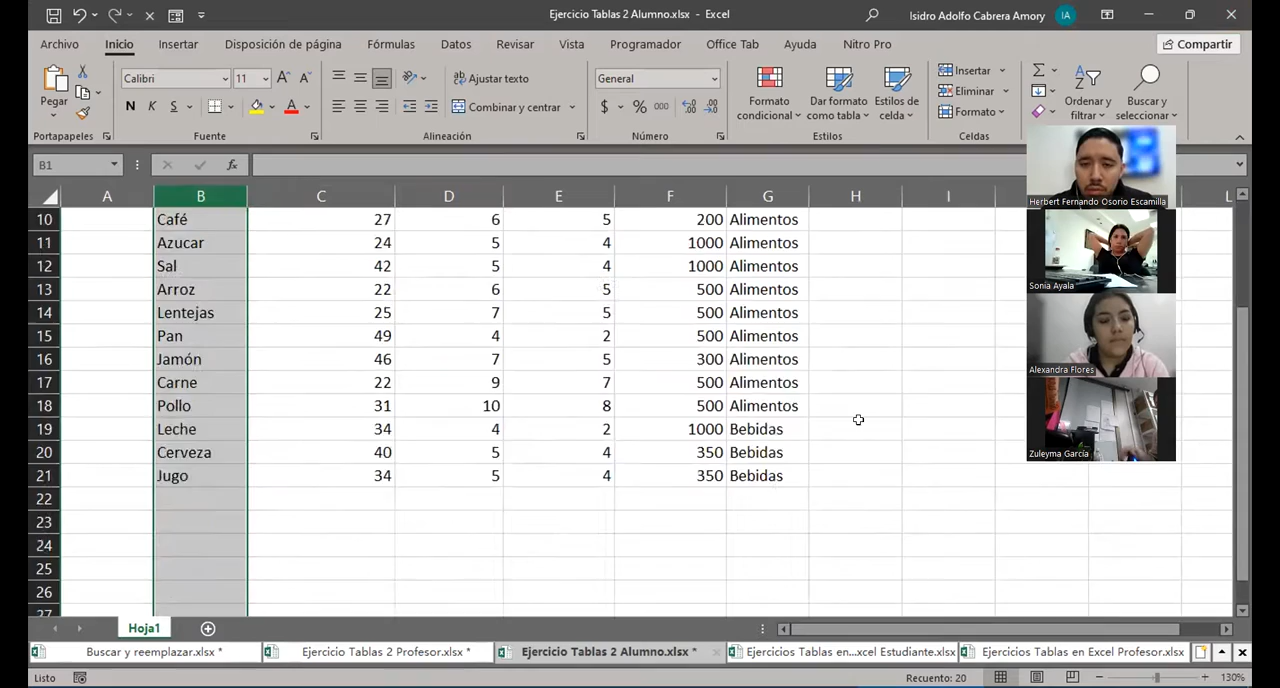 Ejercicio Tablas 2 Alumno.xlsx - Excel
Isidro Adolfo Cabrera Amory IA
Archivo Inicio Insertar Disposición de página Fórmulas Datos Revisar Vista Programador Office Tab Ayuda Nitro Pro Compartir
Pegar
Calibri 11
N K S
Ajustar texto
Combinar y centrar
General
$ % 000
Formato condicional
Dar formato como tabla
Estilos de celda
Insertar
Eliminar
Formato
Ordenar y filtrar
Buscar y seleccionar
Portapapeles Fuente Alineación Número Estilos Celdas
B1 fx
A B C D E F G H I L
10 Café 27 6 5 200 Alimentos
11 Azucar 24 5 4 1000 Alimentos
12 Sal 42 5 4 1000 Alimentos
13 Arroz 22 6 5 500 Alimentos
14 Lentejas 25 7 5 500 Alimentos
15 Pan 49 4 2 500 Alimentos
16 Jamón 46 7 5 300 Alimentos
17 Carne 22 9 7 500 Alimentos
18 Pollo 31 10 8 500 Alimentos
19 Leche 34 4 2 1000 Bebidas
20 Cerveza 40 5 4 350 Bebidas
21 Jugo 34 5 4 350 Bebidas
22
23
24
25
26
27
Herbert Fernando Osorio Escamilla
Sonia Ayala
Alexandra Flores
Zuleyma García
Hoja1
Buscar y reemplazar.xlsx * Ejercicio Tablas 2 Profesor.xlsx * Ejercicio Tablas 2 Alumno.xlsx * Ejercicios Tablas en...xcel Estudiante.xlsx Ejercicios Tablas en Excel Profesor.xlsx
Listo Recuento: 20 130%